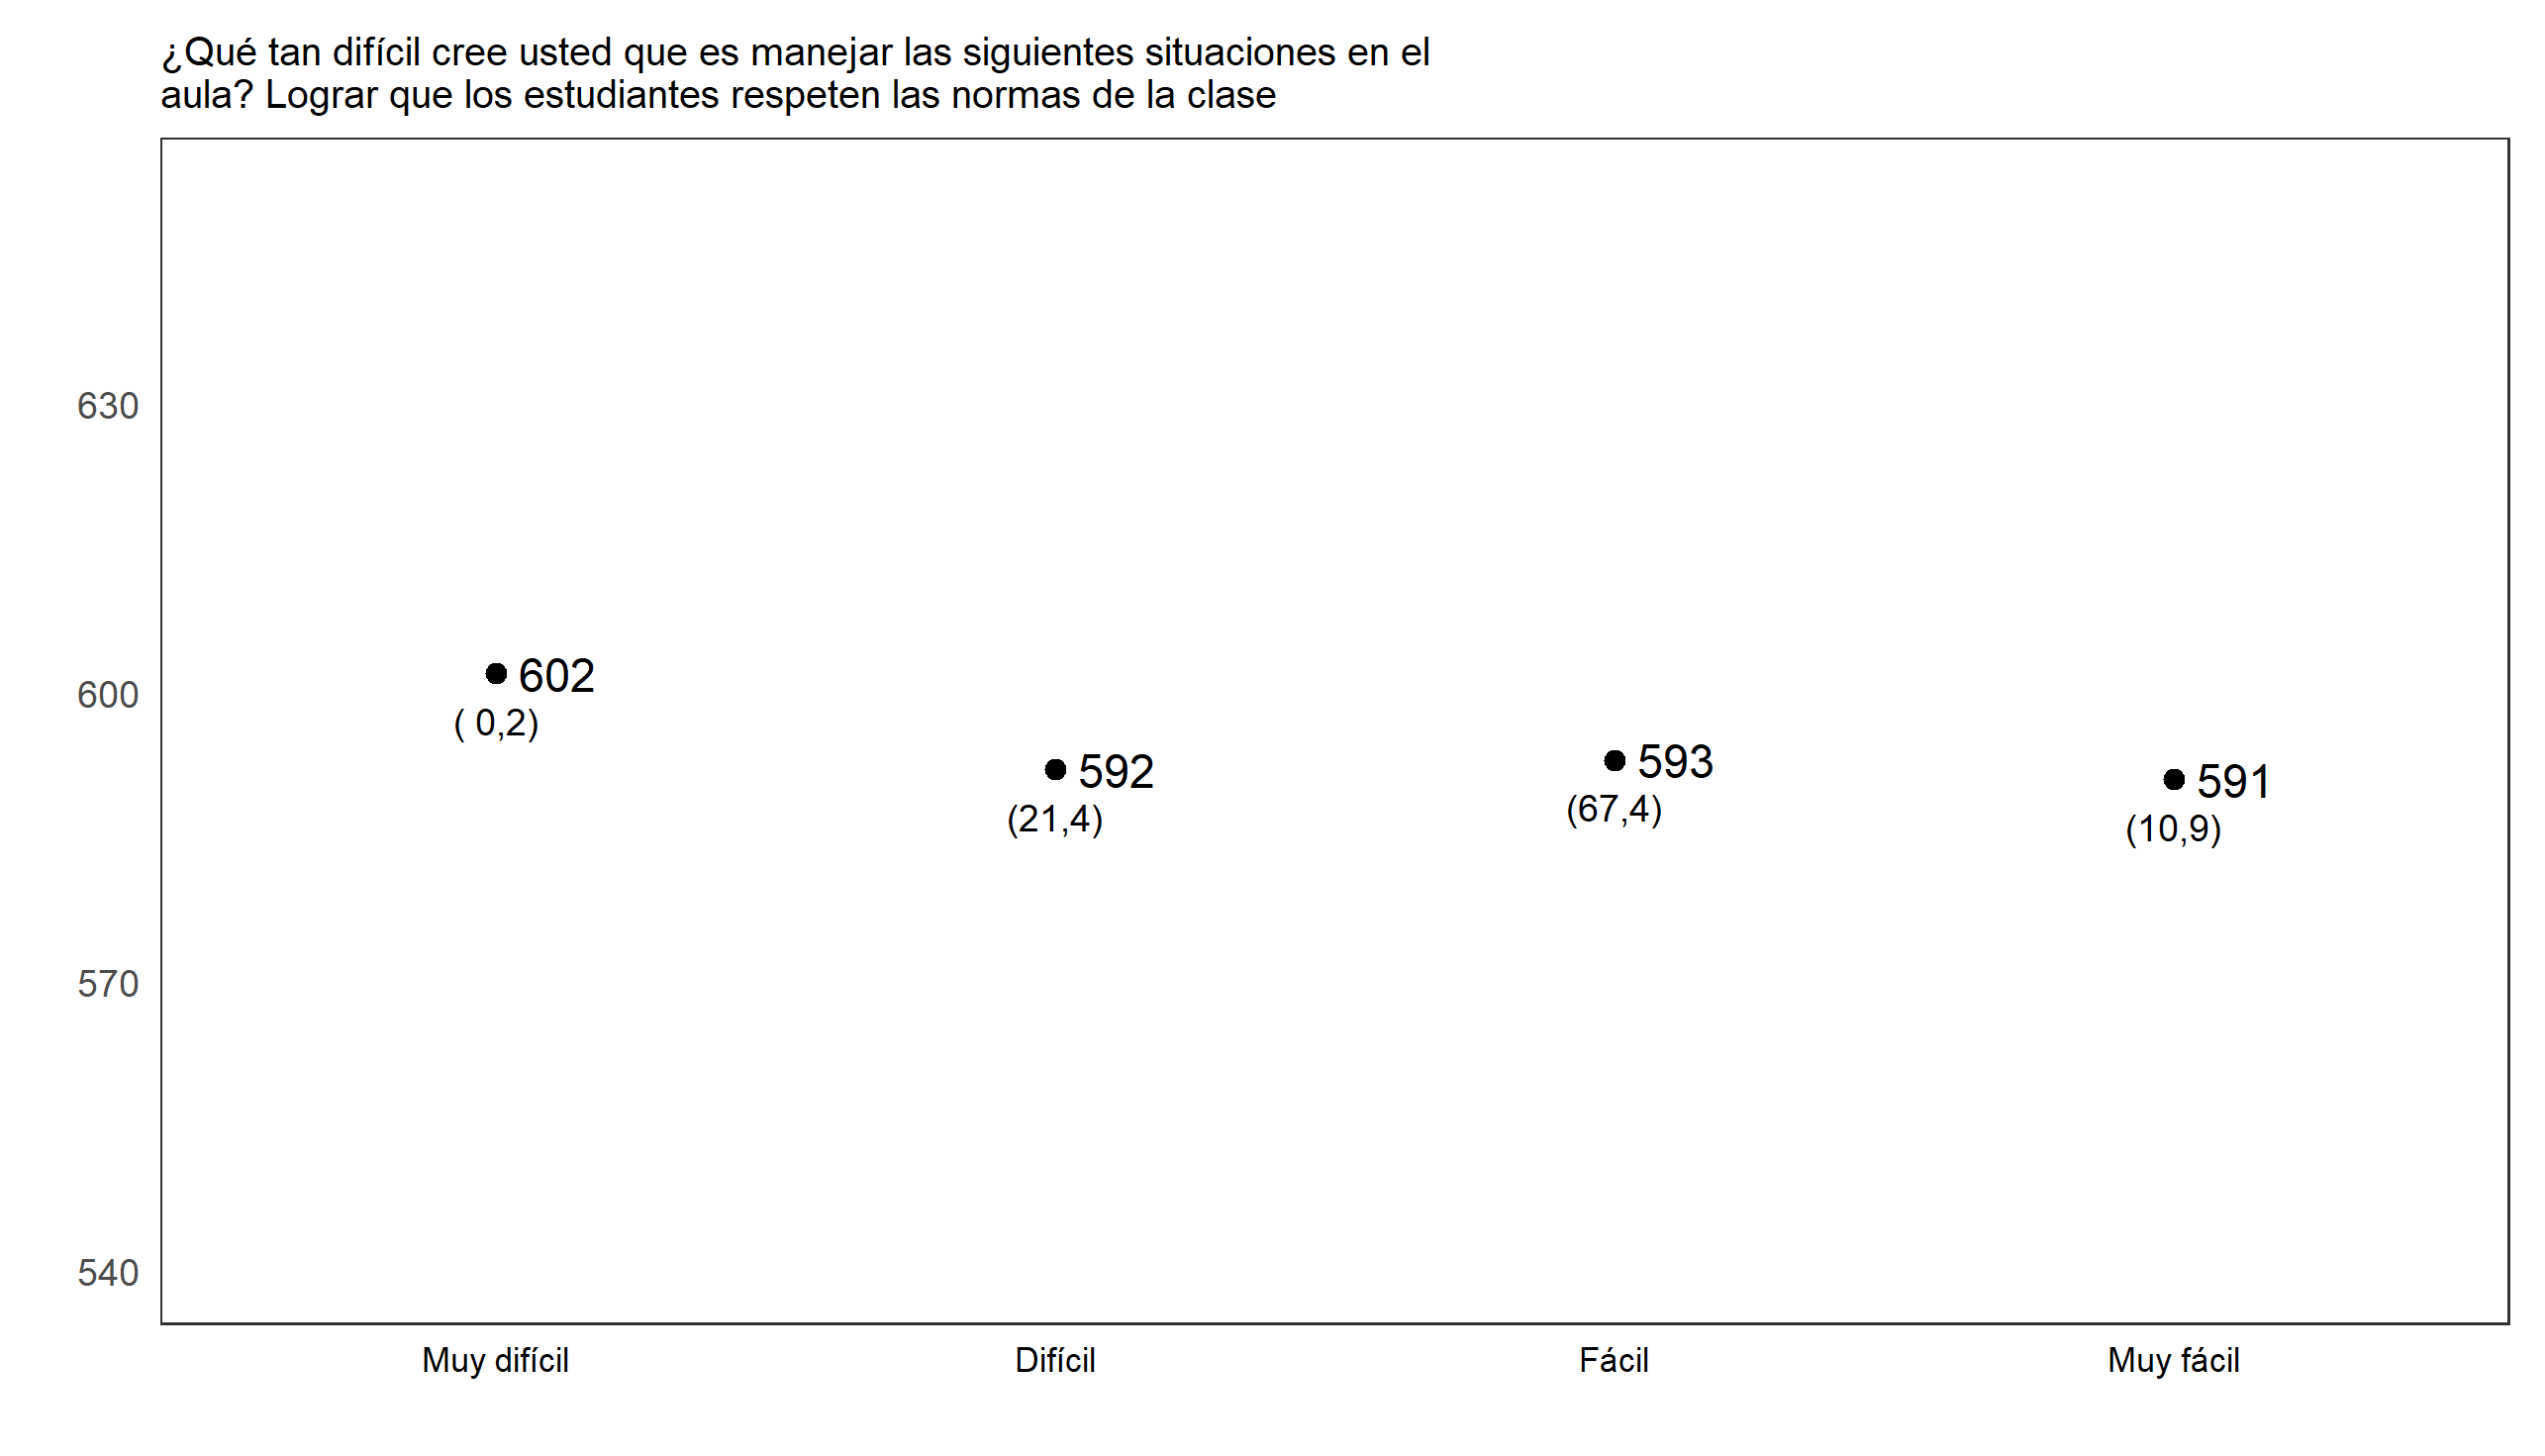 ¿Qué tan difícil cree usted que es manejar las siguientes situaciones en el
aula? Lograr que los estudiantes respeten las normas de la clase
630
600
570
540
602
( 0,2)
592
(21,4)
593
(67,4)
591
(10,9)
Muy difícil
Difícil
Fácil
Muy fácil